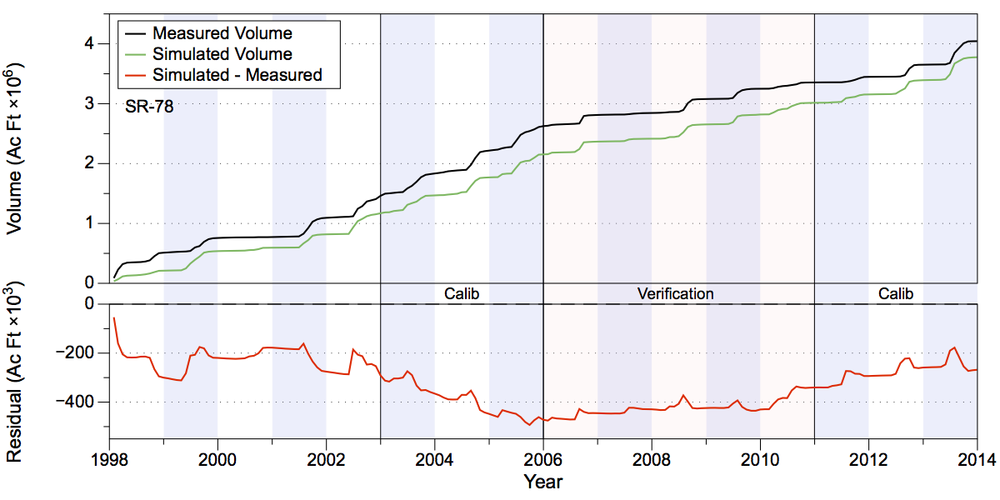 Measured Volume
Simulated Volume
Simulated - Measured
SR-78
Volume (Ac Ft ×10⁶)
4
3
2
1
0
Calib
Verification
Calib
Residual (Ac Ft ×10³)
0
−200
−400
1998 2000 2002 2004 2006 2008 2010 2012 2014
Year